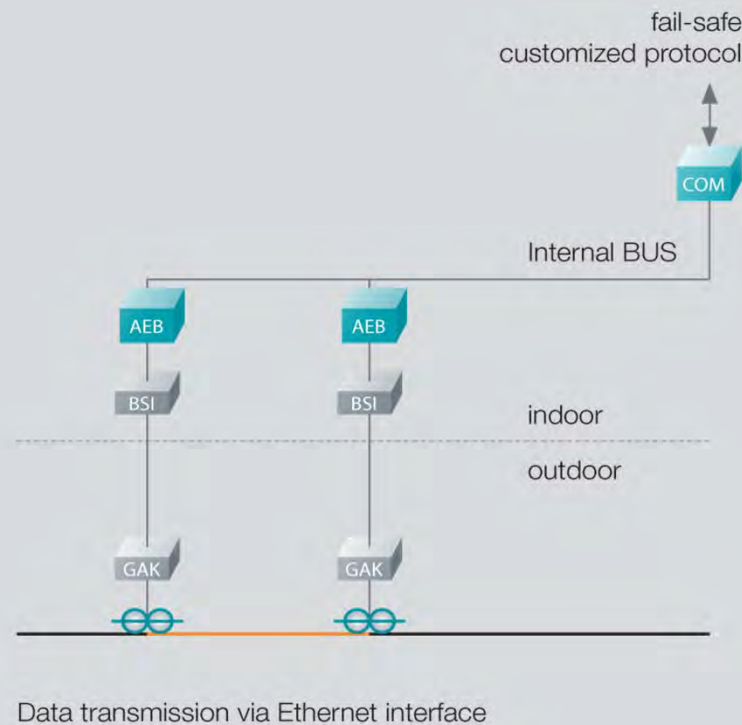 fail-safe
customized protocol
COM
Internal BUS
AEB
AEB
BSI
BSI
indoor
outdoor
GAK
GAK
Data transmission via Ethernet interface